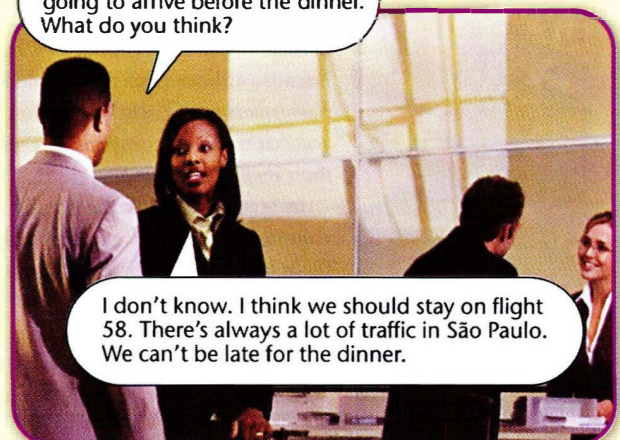 going to arrive before the dinner.
What do you think?
I don't know. I think we should stay on flight
58. There's always a lot of traffic in São Paulo.
We can't be late for the dinner.